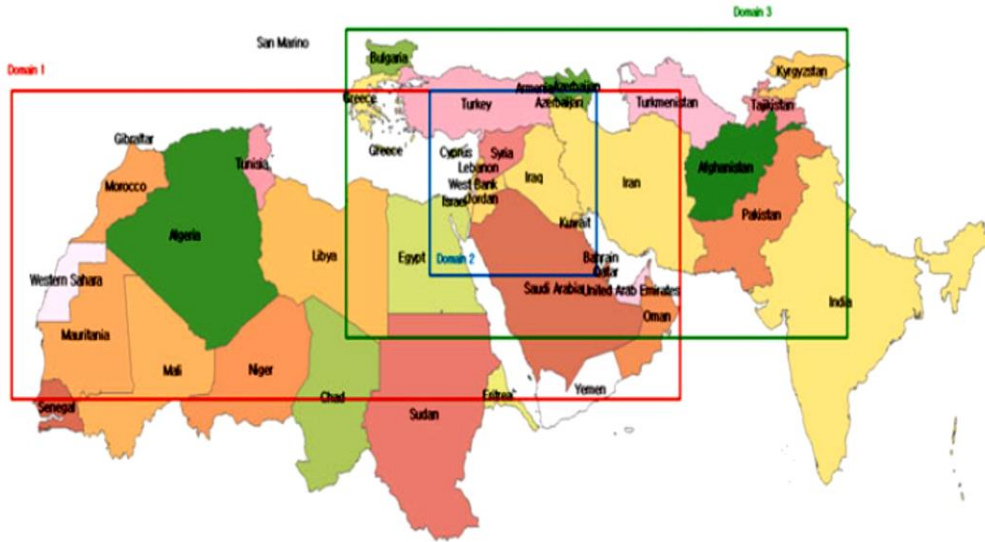 Domain 3
San Marino
Domain 1
Bulgaria
Kyrgyzstan
Armenia
Azerbaijan
Greece
Turkey
Azerbaijan
Turkmenistan
Tajikistan
Gibraltar
Greece
Cyprus
Syria
Tunisia
Lebanon
Afghanistan
Morocco
West Bank
Iraq
Iran
Israel
Jordan
Pakistan
Kuwait
Algeria
Libya
Egypt
Domain 2
Bahrain
Qatar
Western Sahara
Saudi Arabia
United Arab Emirates
India
Oman
Mauritania
Mali
Niger
Yemen
Chad
Eritrea
Senegal
Sudan